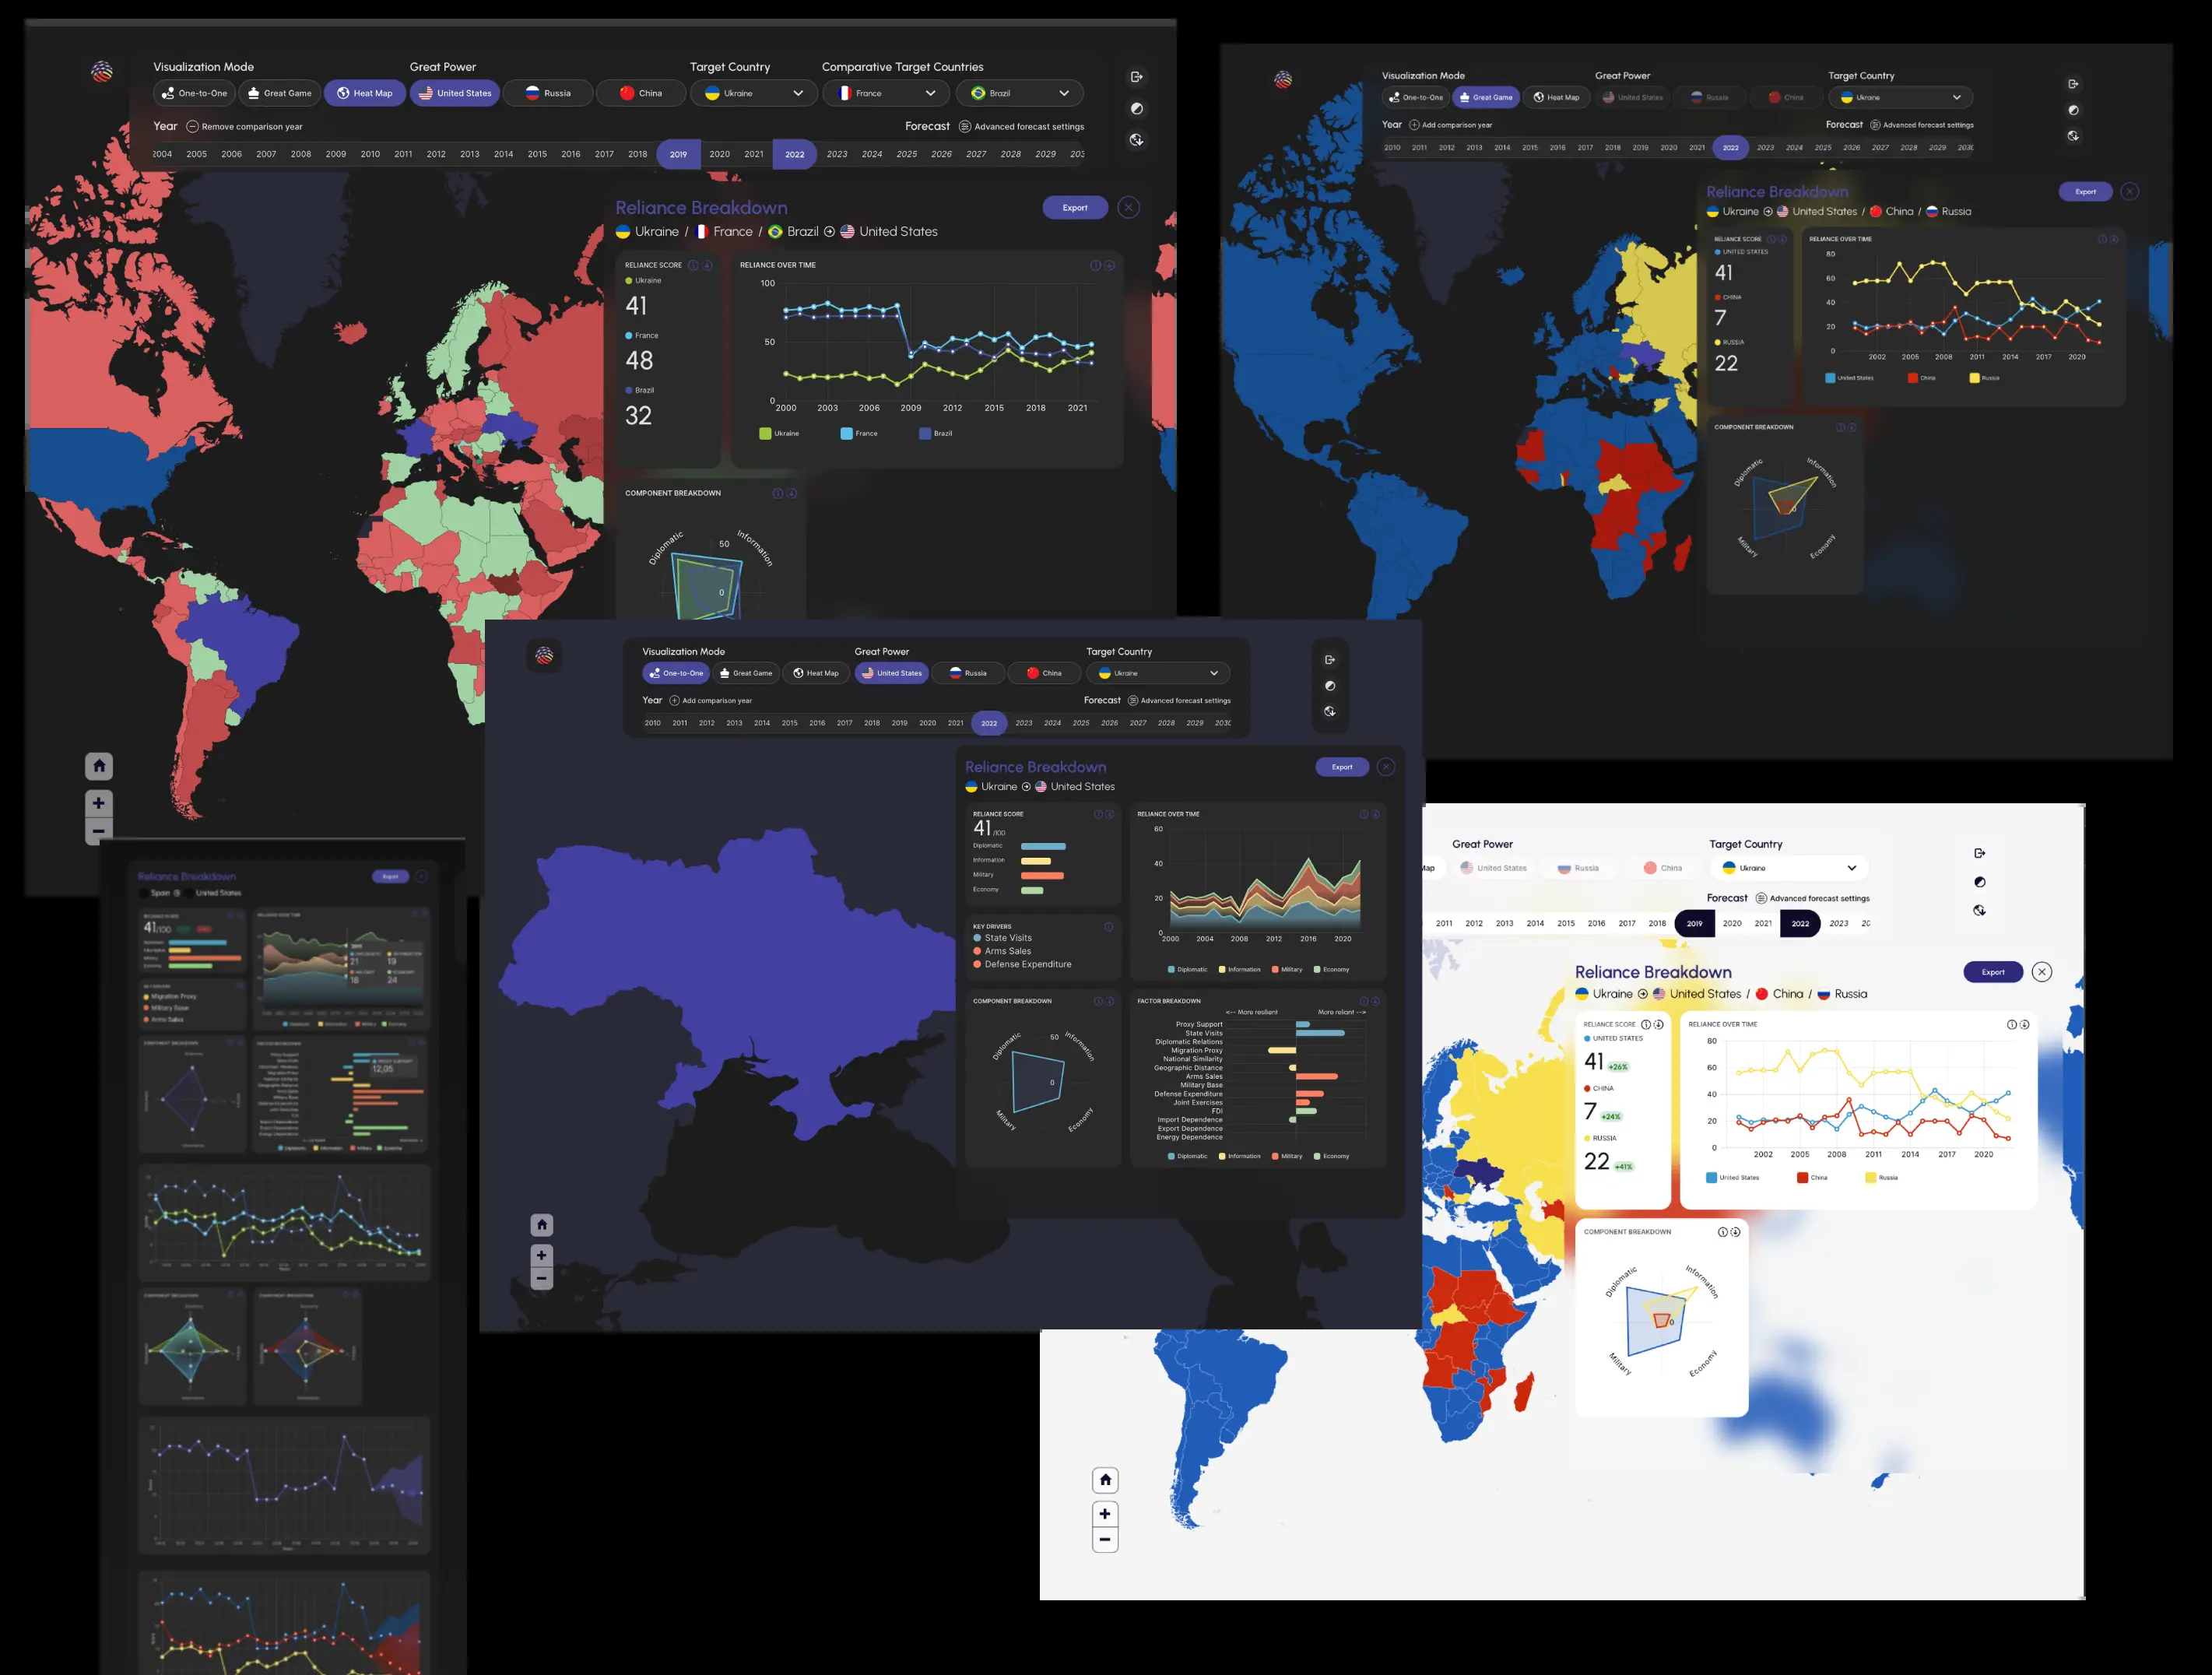 Visualization Mode
Great Power
Target Country
Comparative Target Countries
One-to-One
Great Game
Heat Map
United States
Russia
China
Ukraine
France
Brazil
Year
Remove comparison year
Forecast
Advanced forecast settings
2004 2005 2006 2007 2008 2009 2010 2011 2012 2013 2014 2015 2016 2017 2018 2019 2020 2021 2022 2023 2024 2025 2026 2027 2028 2029 203
Reliance Breakdown
Export
Ukraine / France / Brazil United States
RELIANCE SCORE
Ukraine
41
France
48
Brazil
32
RELIANCE OVER TIME
100
50
0
2000 2003 2006 2009 2012 2015 2018 2021
Ukraine France Brazil
COMPONENT BREAKDOWN
Diplomatic
50
Information
0
Visualization Mode
Great Power
Target Country
One-to-One
Great Game
Heat Map
United States
Russia
China
Ukraine
Year
Add comparison year
Forecast
Advanced forecast settings
2010 2011 2012 2013 2014 2015 2016 2017 2018 2019 2020 2021 2022 2023 2024 2025 2026 2027 2028 2029 2030
Reliance Breakdown
Export
Ukraine United States / China / Russia
RELIANCE SCORE
UNITED STATES
41
CHINA
7
RUSSIA
22
RELIANCE OVER TIME
80
60
40
20
0
2002 2005 2008 2011 2014 2017 2020
United States China Russia
COMPONENT BREAKDOWN
Diplomatic
Information
0
Military
Economy
Visualization Mode
Great Power
Target Country
One-to-One
Great Game
Heat Map
United States
Russia
China
Ukraine
Year
Add comparison year
Forecast
Advanced forecast settings
2010 2011 2012 2013 2014 2015 2016 2017 2018 2019 2020 2021 2022 2023 2024 2025 2026 2027 2028 2029 2030
Reliance Breakdown
Export
Ukraine United States
RELIANCE SCORE
41 /100
Diplomatic
Information
Military
Economy
KEY DRIVERS
State Visits
Arms Sales
Defense Expenditure
RELIANCE OVER TIME
60
40
20
0
2000 2004 2008 2012 2016 2020
Diplomatic Information Military Economy
COMPONENT BREAKDOWN
Diplomatic
50
Information
0
Military
Economy
FACTOR BREAKDOWN
<-- More resilient More reliant -->
Proxy Support
State Visits
Diplomatic Relations
Migration Proxy
National Similarity
Geographic Distance
Arms Sales
Military Base
Defense Expenditure
Joint Exercises
FDI
Import Dependence
Export Dependence
Energy Dependence
Diplomatic Information Military Economy
Great Power
Target Country
Map
United States
Russia
China
Ukraine
Forecast
Advanced forecast settings
2011 2012 2013 2014 2015 2016 2017 2018 2019 2020 2021 2022 2023 20
Reliance Breakdown
Export
Ukraine United States / China / Russia
RELIANCE SCORE
UNITED STATES
41 +26%
CHINA
7 +24%
RUSSIA
22 +41%
RELIANCE OVER TIME
80
60
40
20
0
2002 2005 2008 2011 2014 2017 2020
United States China Russia
COMPONENT BREAKDOWN
Diplomatic
Information
0
Military
Economy
Reliance Breakdown
Export
Spain United States
41/100
Migration Proxy
Military Base
Arms Sales
21 19
18 24
12,05